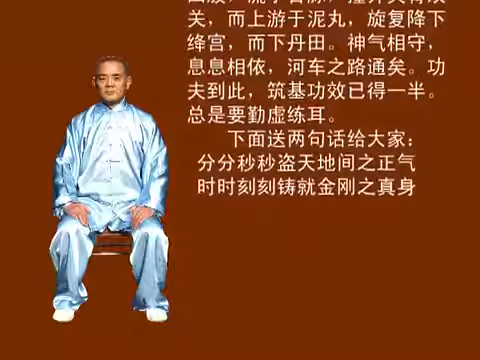 关，而上游于泥丸，旋复降下
绛宫，而下丹田。神气相守，
息息相依，河车之路通矣。功
夫到此，筑基功效已得一半。
总是要勤虚练耳。
下面送两句话给大家：
分分秒秒盗天地间之正气
时时刻刻铸就金刚之真身